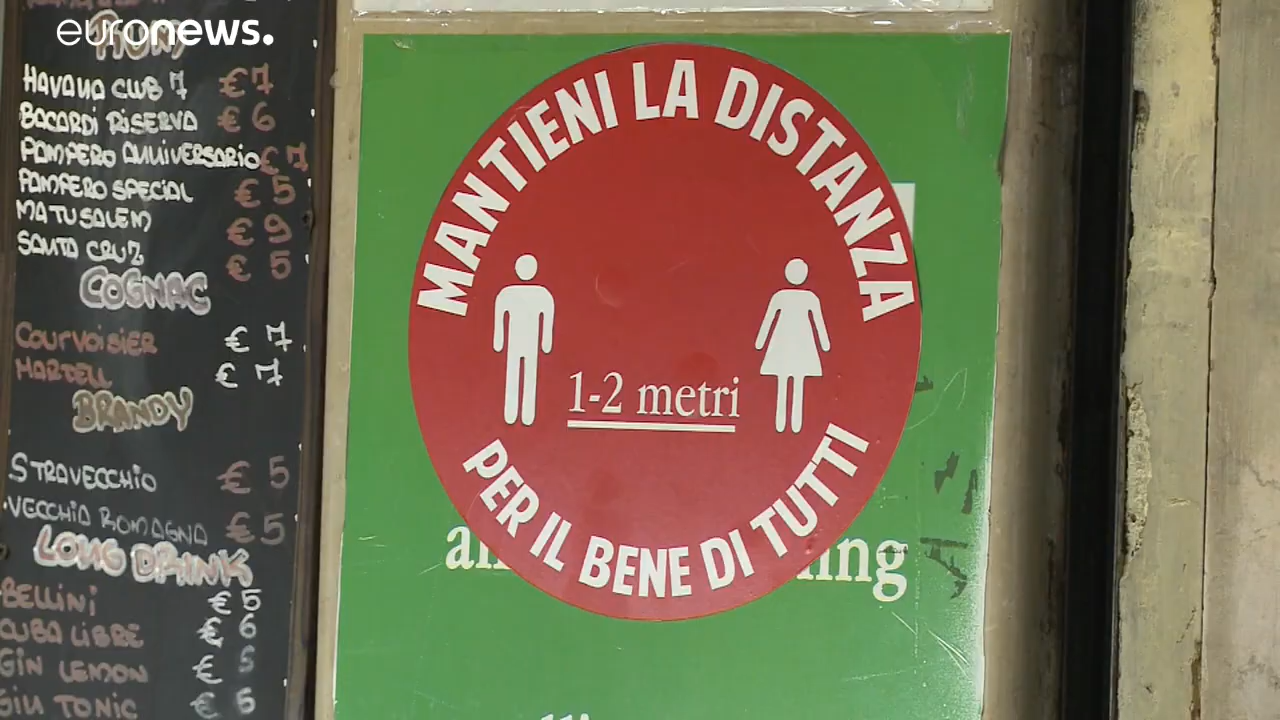 euronews.
RUM
HAVANA CLUB 7 € 7
BACARDI RISERVA € 6
PAMPERO ANNIVERSARIO € 7
PAMPERO SPECIAL € 5
MATUSALEM € 9
SANTA CRUZ € 5
COGNAC
COURVOISIER € 7
MARTELL € 7
BRANDY
STRAVECCHIO € 5
VECCHIA ROMAGNA € 5
LONG DRINK
BELLINI € 5
CUBA LIBRE € 6
GIN LEMON € 5
GIN TONIC € 5
MANTIENI LA DISTANZA
1-2 metri
PER IL BENE DI TUTTI